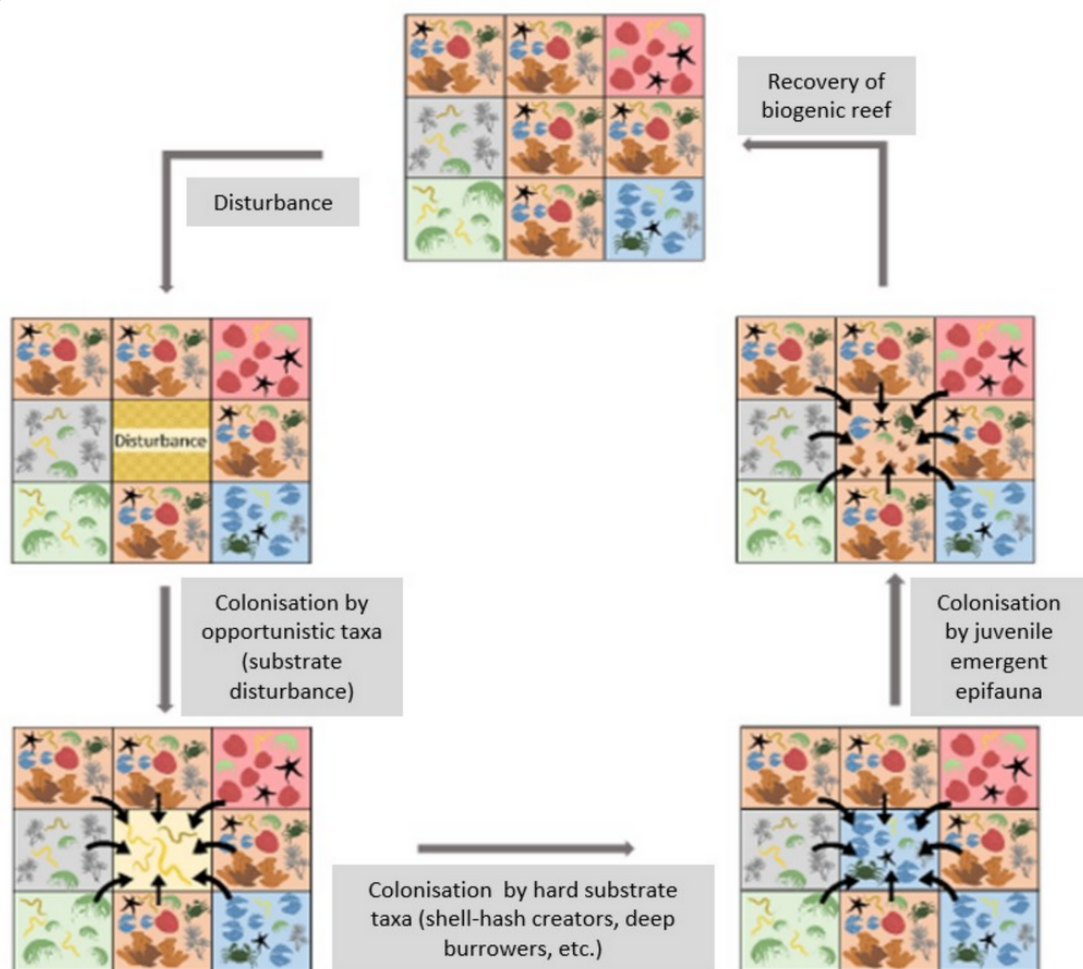 Recovery of
biogenic reef
Disturbance
Disturbance
Colonisation by
opportunistic taxa
(substrate
disturbance)
Colonisation
by juvenile
emergent
epifauna
Colonisation by hard substrate
taxa (shell-hash creators, deep
burrowers, etc.)